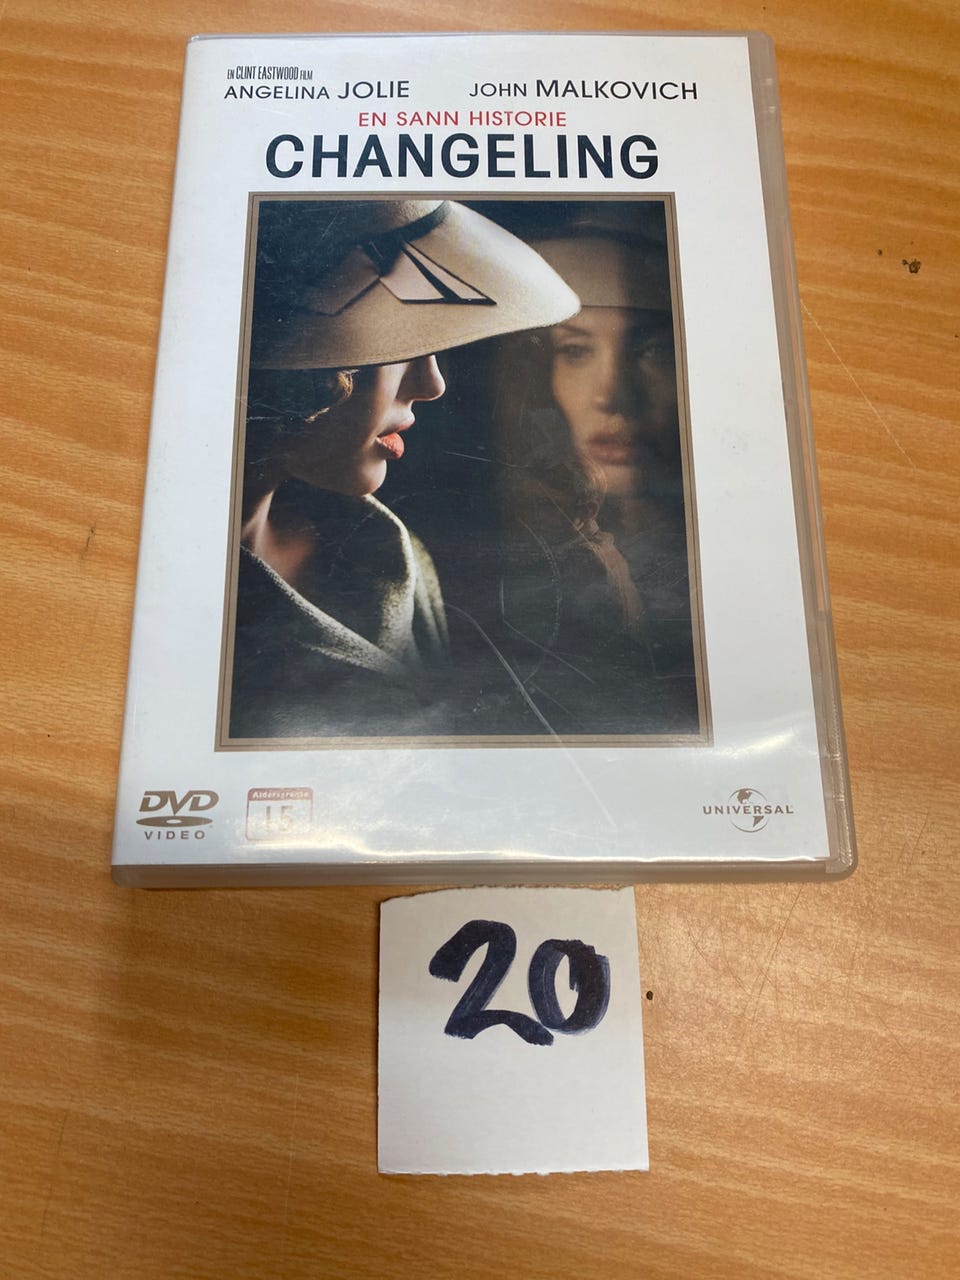 EN CLINT EASTWOOD FILM
ANGELINA JOLIE JOHN MALKOVICH
EN SANN HISTORIE
CHANGELING
DVD
VIDEO
Aldersgrense
15
UNIVERSAL
20